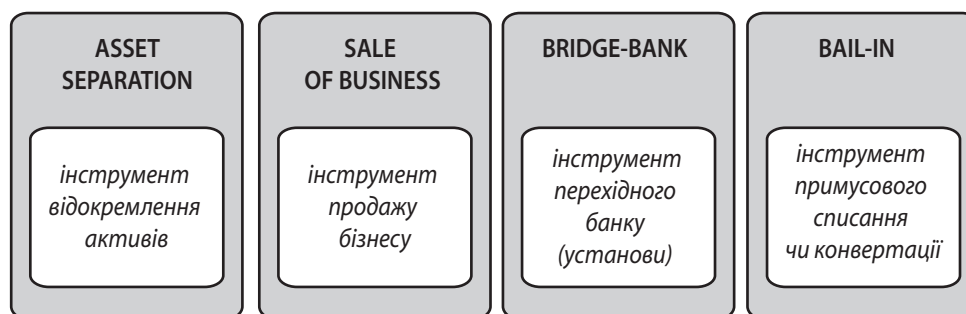 ASSET
SEPARATION
інструмент
відокремлення
активів
SALE
OF BUSINESS
інструмент
продажу
бізнесу
BRIDGE-BANK
інструмент
перехідного
банку
(установи)
BAIL-IN
інструмент
примусового
списання
чи конвертації